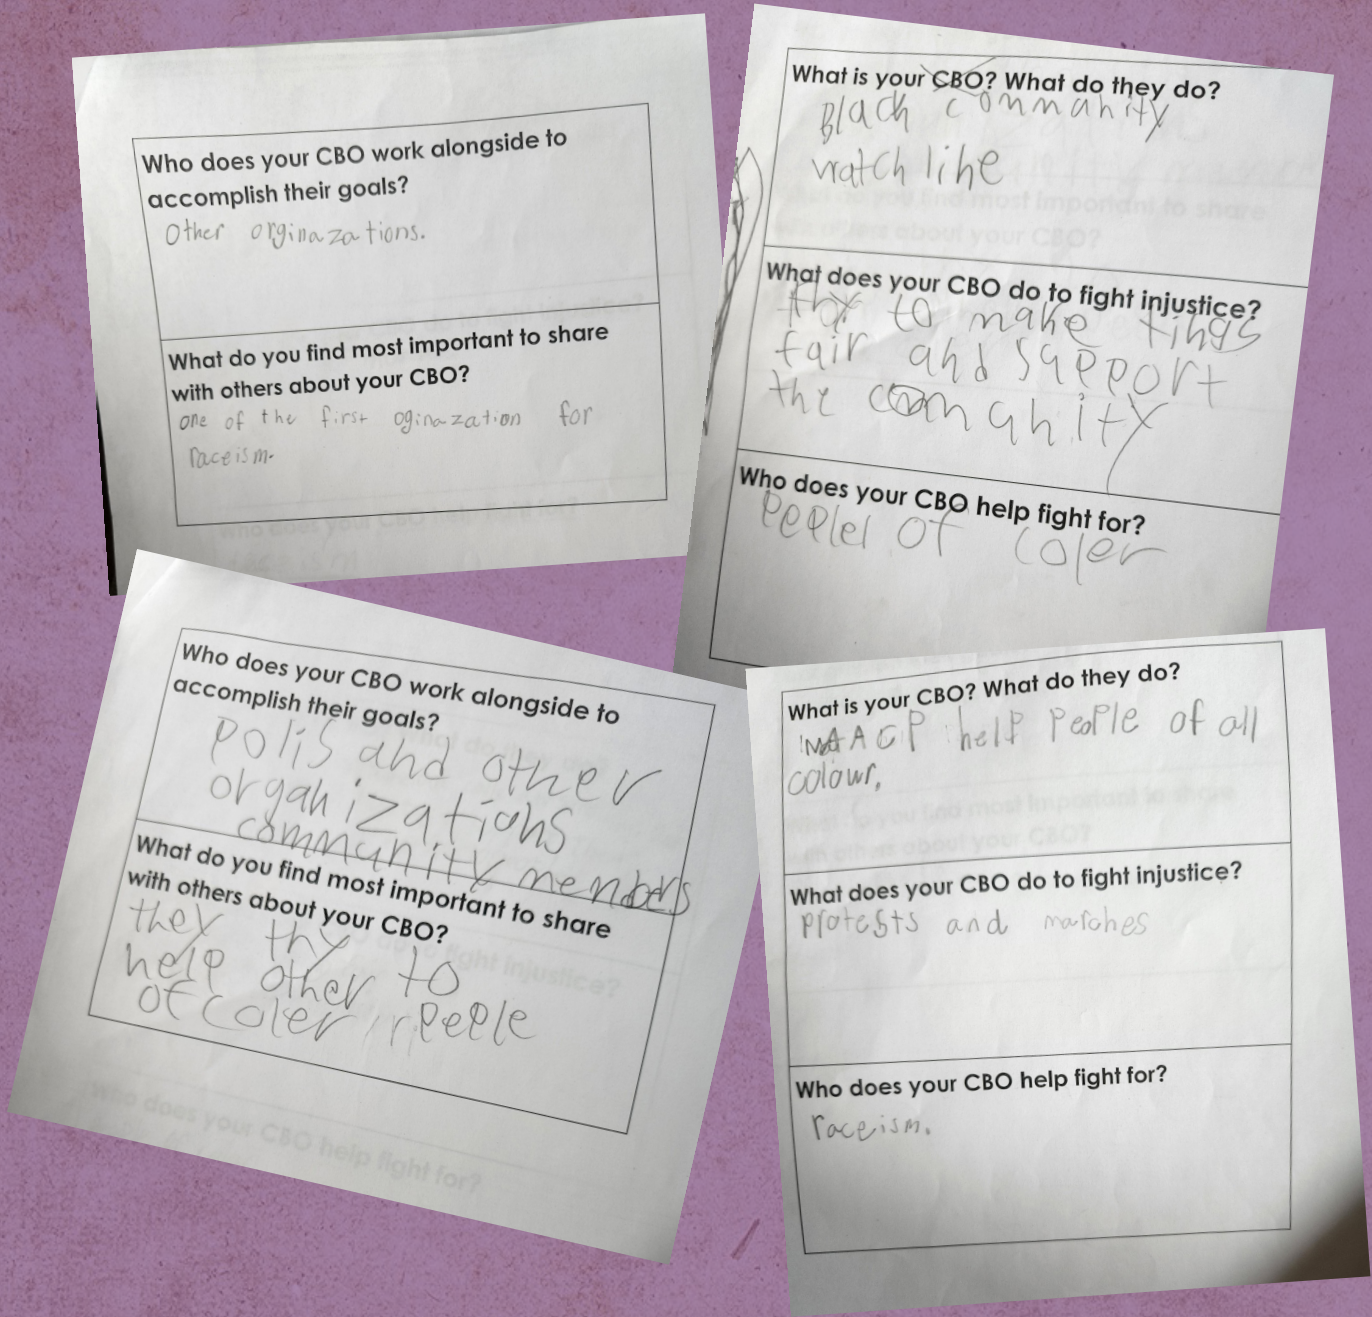 Who does your CBO work alongside to
accomplish their goals?
Other orginazations.
What do you find most important to share
with others about your CBO?
one of the first oginazation for
raceism.
What is your CBO? What do they do?
Black commanity
watch line
What does your CBO do to fight injustice?
thy to make tings
fair and support
the comunity
Who does your CBO help fight for?
of coler
Who does your CBO work alongside to
accomplish their goals?
polis and other
organizations
community members
What do you find most important to share
with others about your CBO?
they thy to
help other
of coler peeple
What is your CBO? What do they do?
NAACP help people of all
colour.
What does your CBO do to fight injustice?
protests and marches
Who does your CBO help fight for?
raceism.